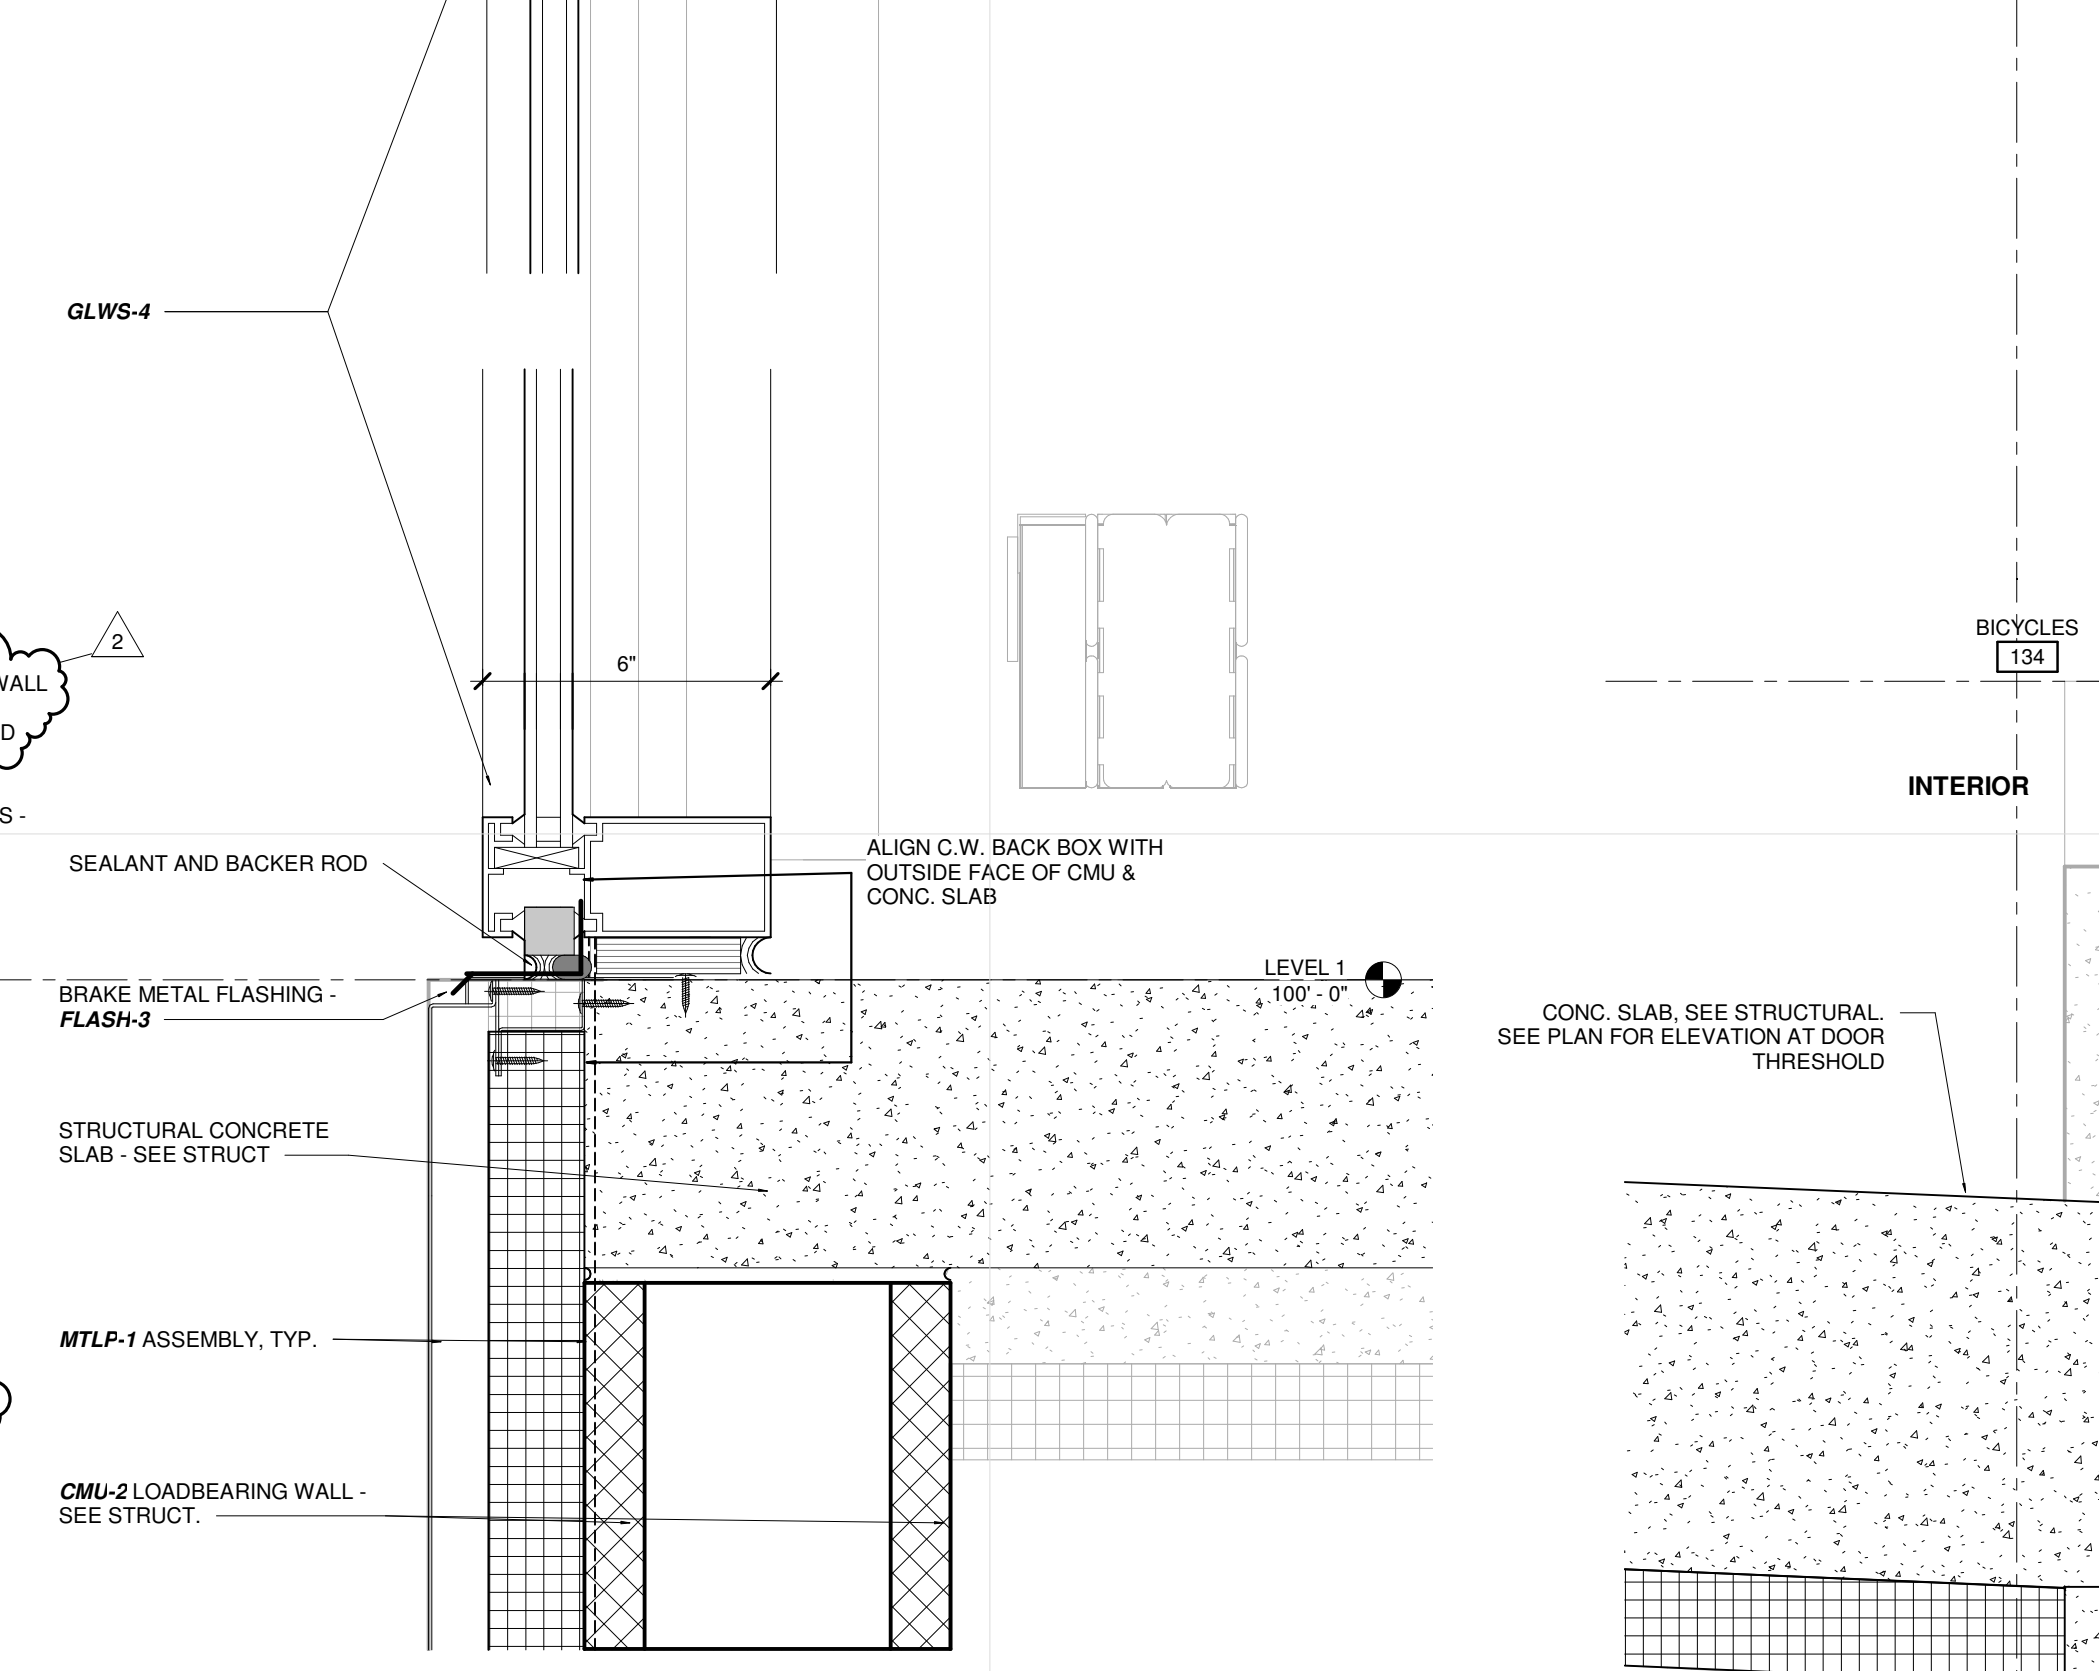 GLWS-4
2
WALL
D
S -
6"
BICYCLES
134
INTERIOR
SEALANT AND BACKER ROD
ALIGN C.W. BACK BOX WITH
OUTSIDE FACE OF CMU &
CONC. SLAB
BRAKE METAL FLASHING -
FLASH-3
LEVEL 1
100' - 0"
CONC. SLAB, SEE STRUCTURAL.
SEE PLAN FOR ELEVATION AT DOOR
THRESHOLD
STRUCTURAL CONCRETE
SLAB - SEE STRUCT
MTLP-1 ASSEMBLY, TYP.
CMU-2 LOADBEARING WALL -
SEE STRUCT.